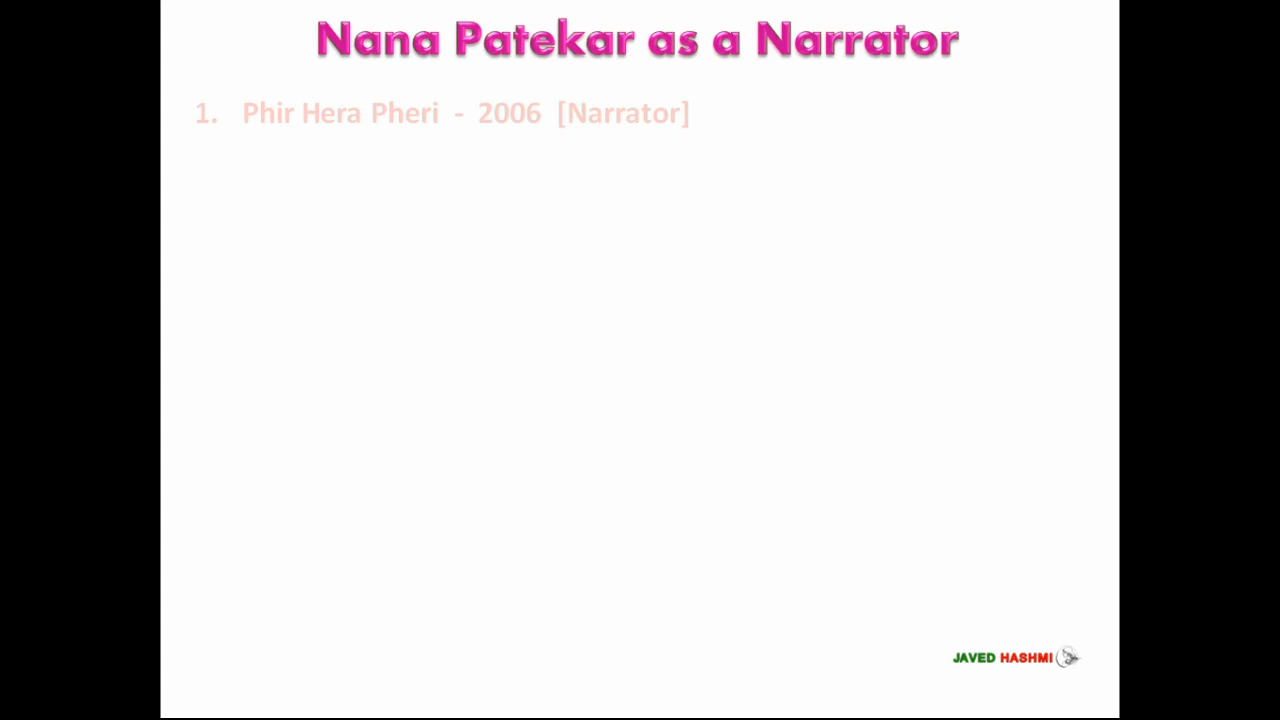 Nana Patekar as a Narrator
1. Phir Hera Pheri - 2006 [Narrator]
JAVED HASHMI